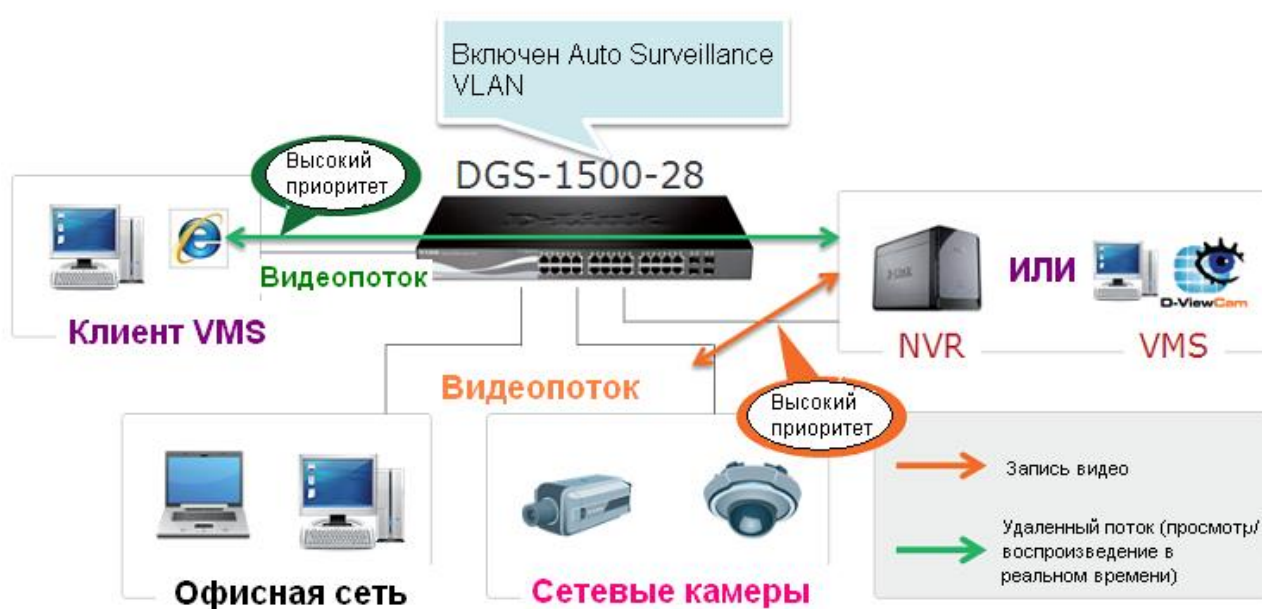 Включен Auto Surveillance
VLAN
DGS-1500-28
Высокий
приоритет
Видеопоток
Клиент VMS
D-Link
ИЛИ
D-ViewCam
NVR
VMS
Видеопоток
Высокий
приоритет
Офисная сеть
Сетевые камеры
Запись видео
Удаленный поток (просмотр/
воспроизведение в
реальном времени)